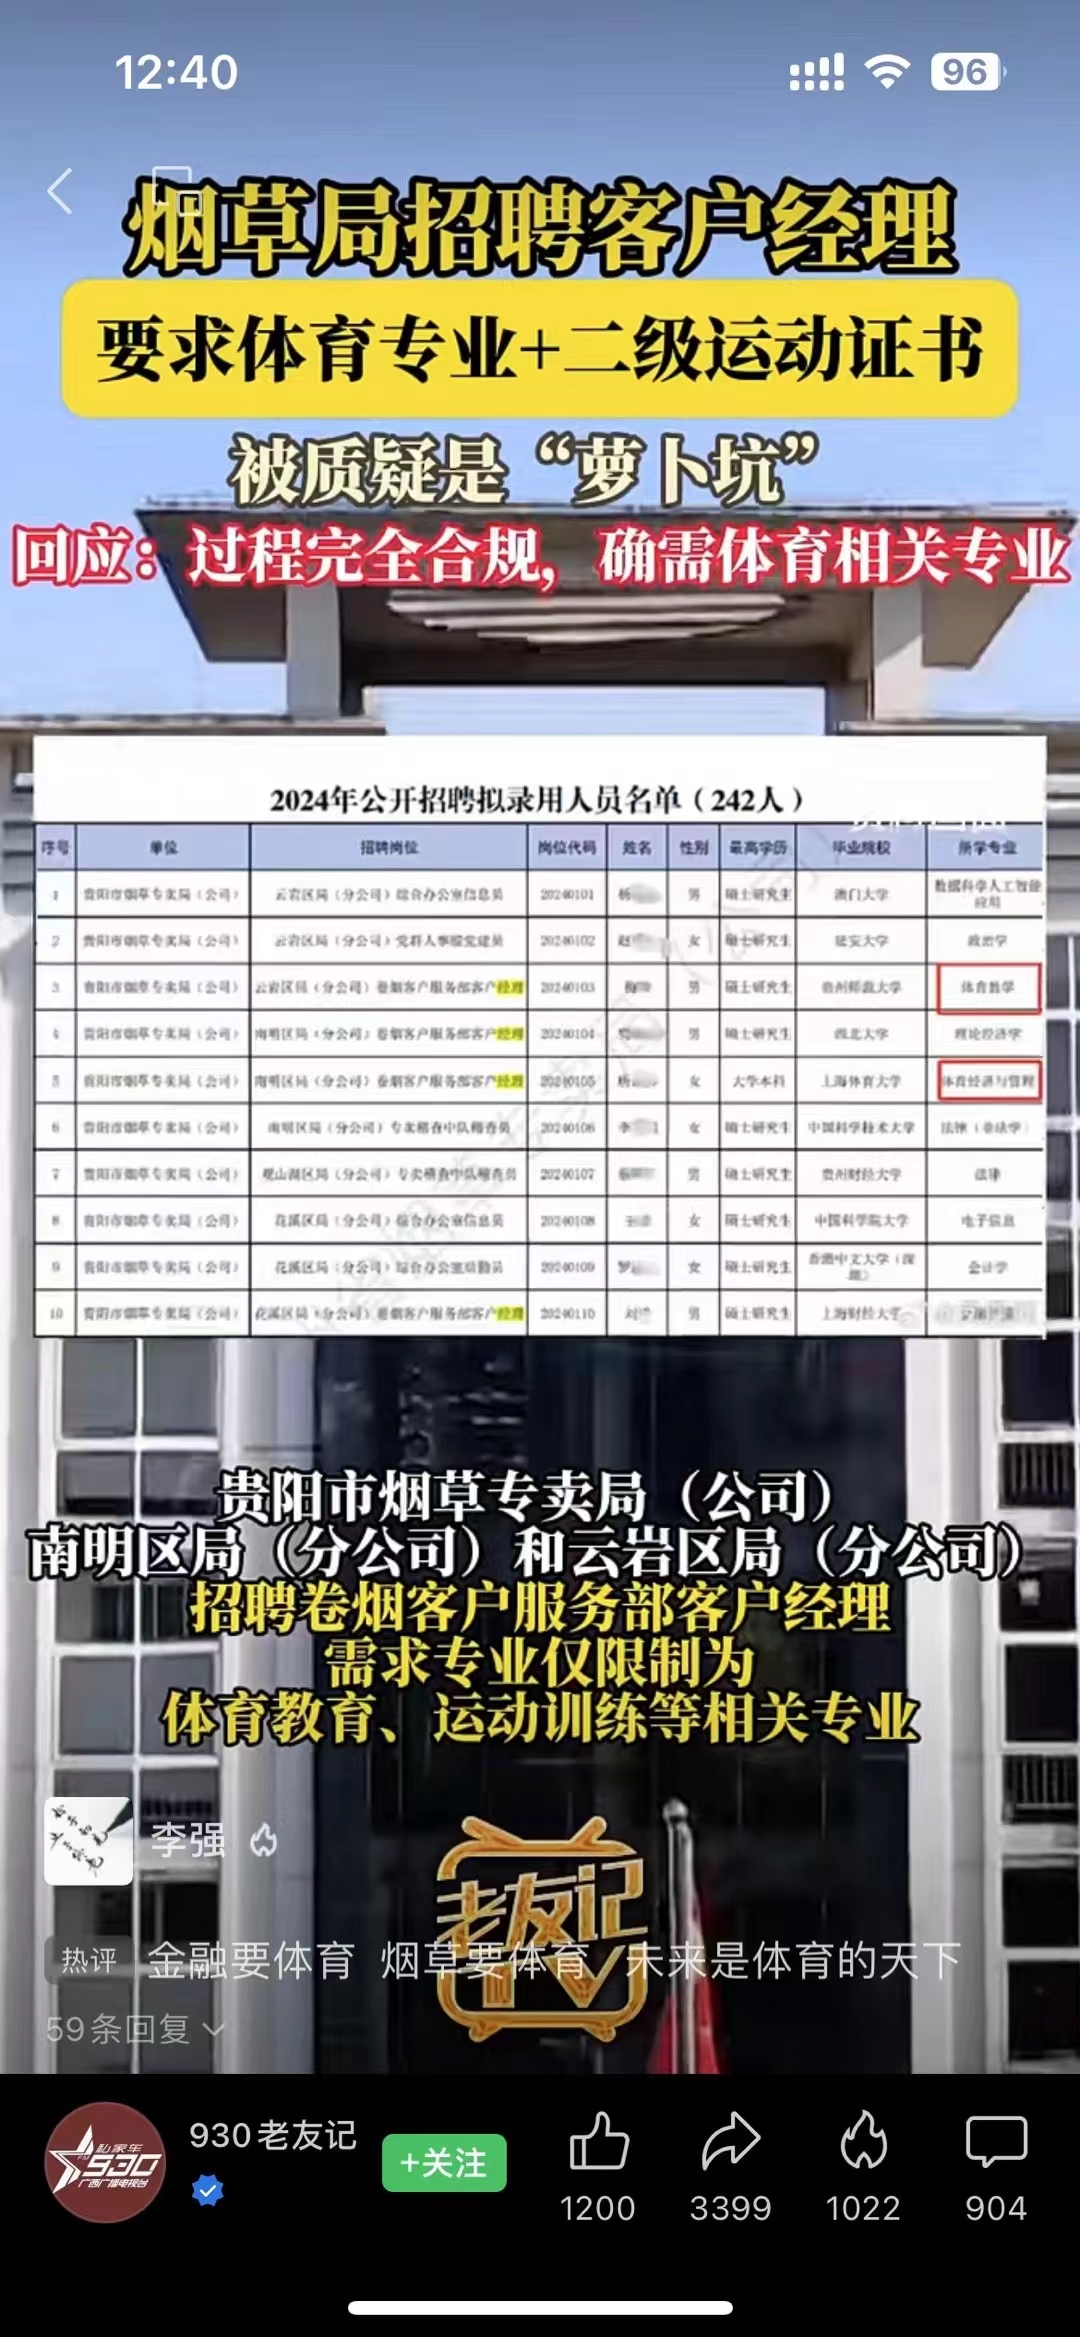 12:40
96
烟草局招聘客户经理
要求体育专业+二级运动证书
被质疑是“萝卜坑”
回应：过程完全合规，确需体育相关专业
2024年公开招聘拟录用人员名单（242人）
序号 单位 招聘岗位 岗位代码 姓名 性别 最高学历 毕业院校 所学专业
1 贵阳市烟草专卖局（公司） 云岩区局（分公司）综合办公室信息员 20240101 杨 男 硕士研究生 澳门大学 数据科学人工智能应用
2 贵阳市烟草专卖局（公司） 云岩区局（分公司）党群人事股党建员 20240102 赵 女 硕士研究生 延安大学 政治学
3 贵阳市烟草专卖局（公司） 云岩区局（分公司）卷烟客户服务部客户经理 20240103 男 硕士研究生 贵州师范大学 体育教学
4 贵阳市烟草专卖局（公司） 南明区局（分公司）卷烟客户服务部客户经理 20240104 男 硕士研究生 西北大学 理论经济学
5 贵阳市烟草专卖局（公司） 南明区局（分公司）卷烟客户服务部客户经理 20240105 女 大学本科 上海体育大学 体育经济与管理
6 贵阳市烟草专卖局（公司） 南明区局（分公司）专卖稽查中队稽查员 20240106 李 女 硕士研究生 中国科学技术大学 法律（非法学）
7 贵阳市烟草专卖局（公司） 观山湖区局（分公司）专卖稽查中队稽查员 20240107 男 硕士研究生 贵州财经大学 法律
8 贵阳市烟草专卖局（公司） 花溪区局（分公司）综合办公室信息员 20240108 王 女 硕士研究生 中国科学院大学 电子信息
9 贵阳市烟草专卖局（公司） 花溪区局（分公司）综合办公室后勤员 20240109 罗 女 硕士研究生 香港中文大学（深圳） 会计学
10 贵阳市烟草专卖局（公司） 花溪区局（分公司）卷烟客户服务部客户经理 20240110 刘 男 硕士研究生 上海财经大学
贵阳市烟草专卖局（公司）
南明区局（分公司）和云岩区局（分公司）
招聘卷烟客户服务部客户经理
需求专业仅限制为
体育教育、运动训练等相关专业
李强
老友记
TV
热评 金融要体育 烟草要体育 未来是体育的天下
59条回复
私家车
930
广西广播电视台
930老友记
+关注
1200
3399
1022
904